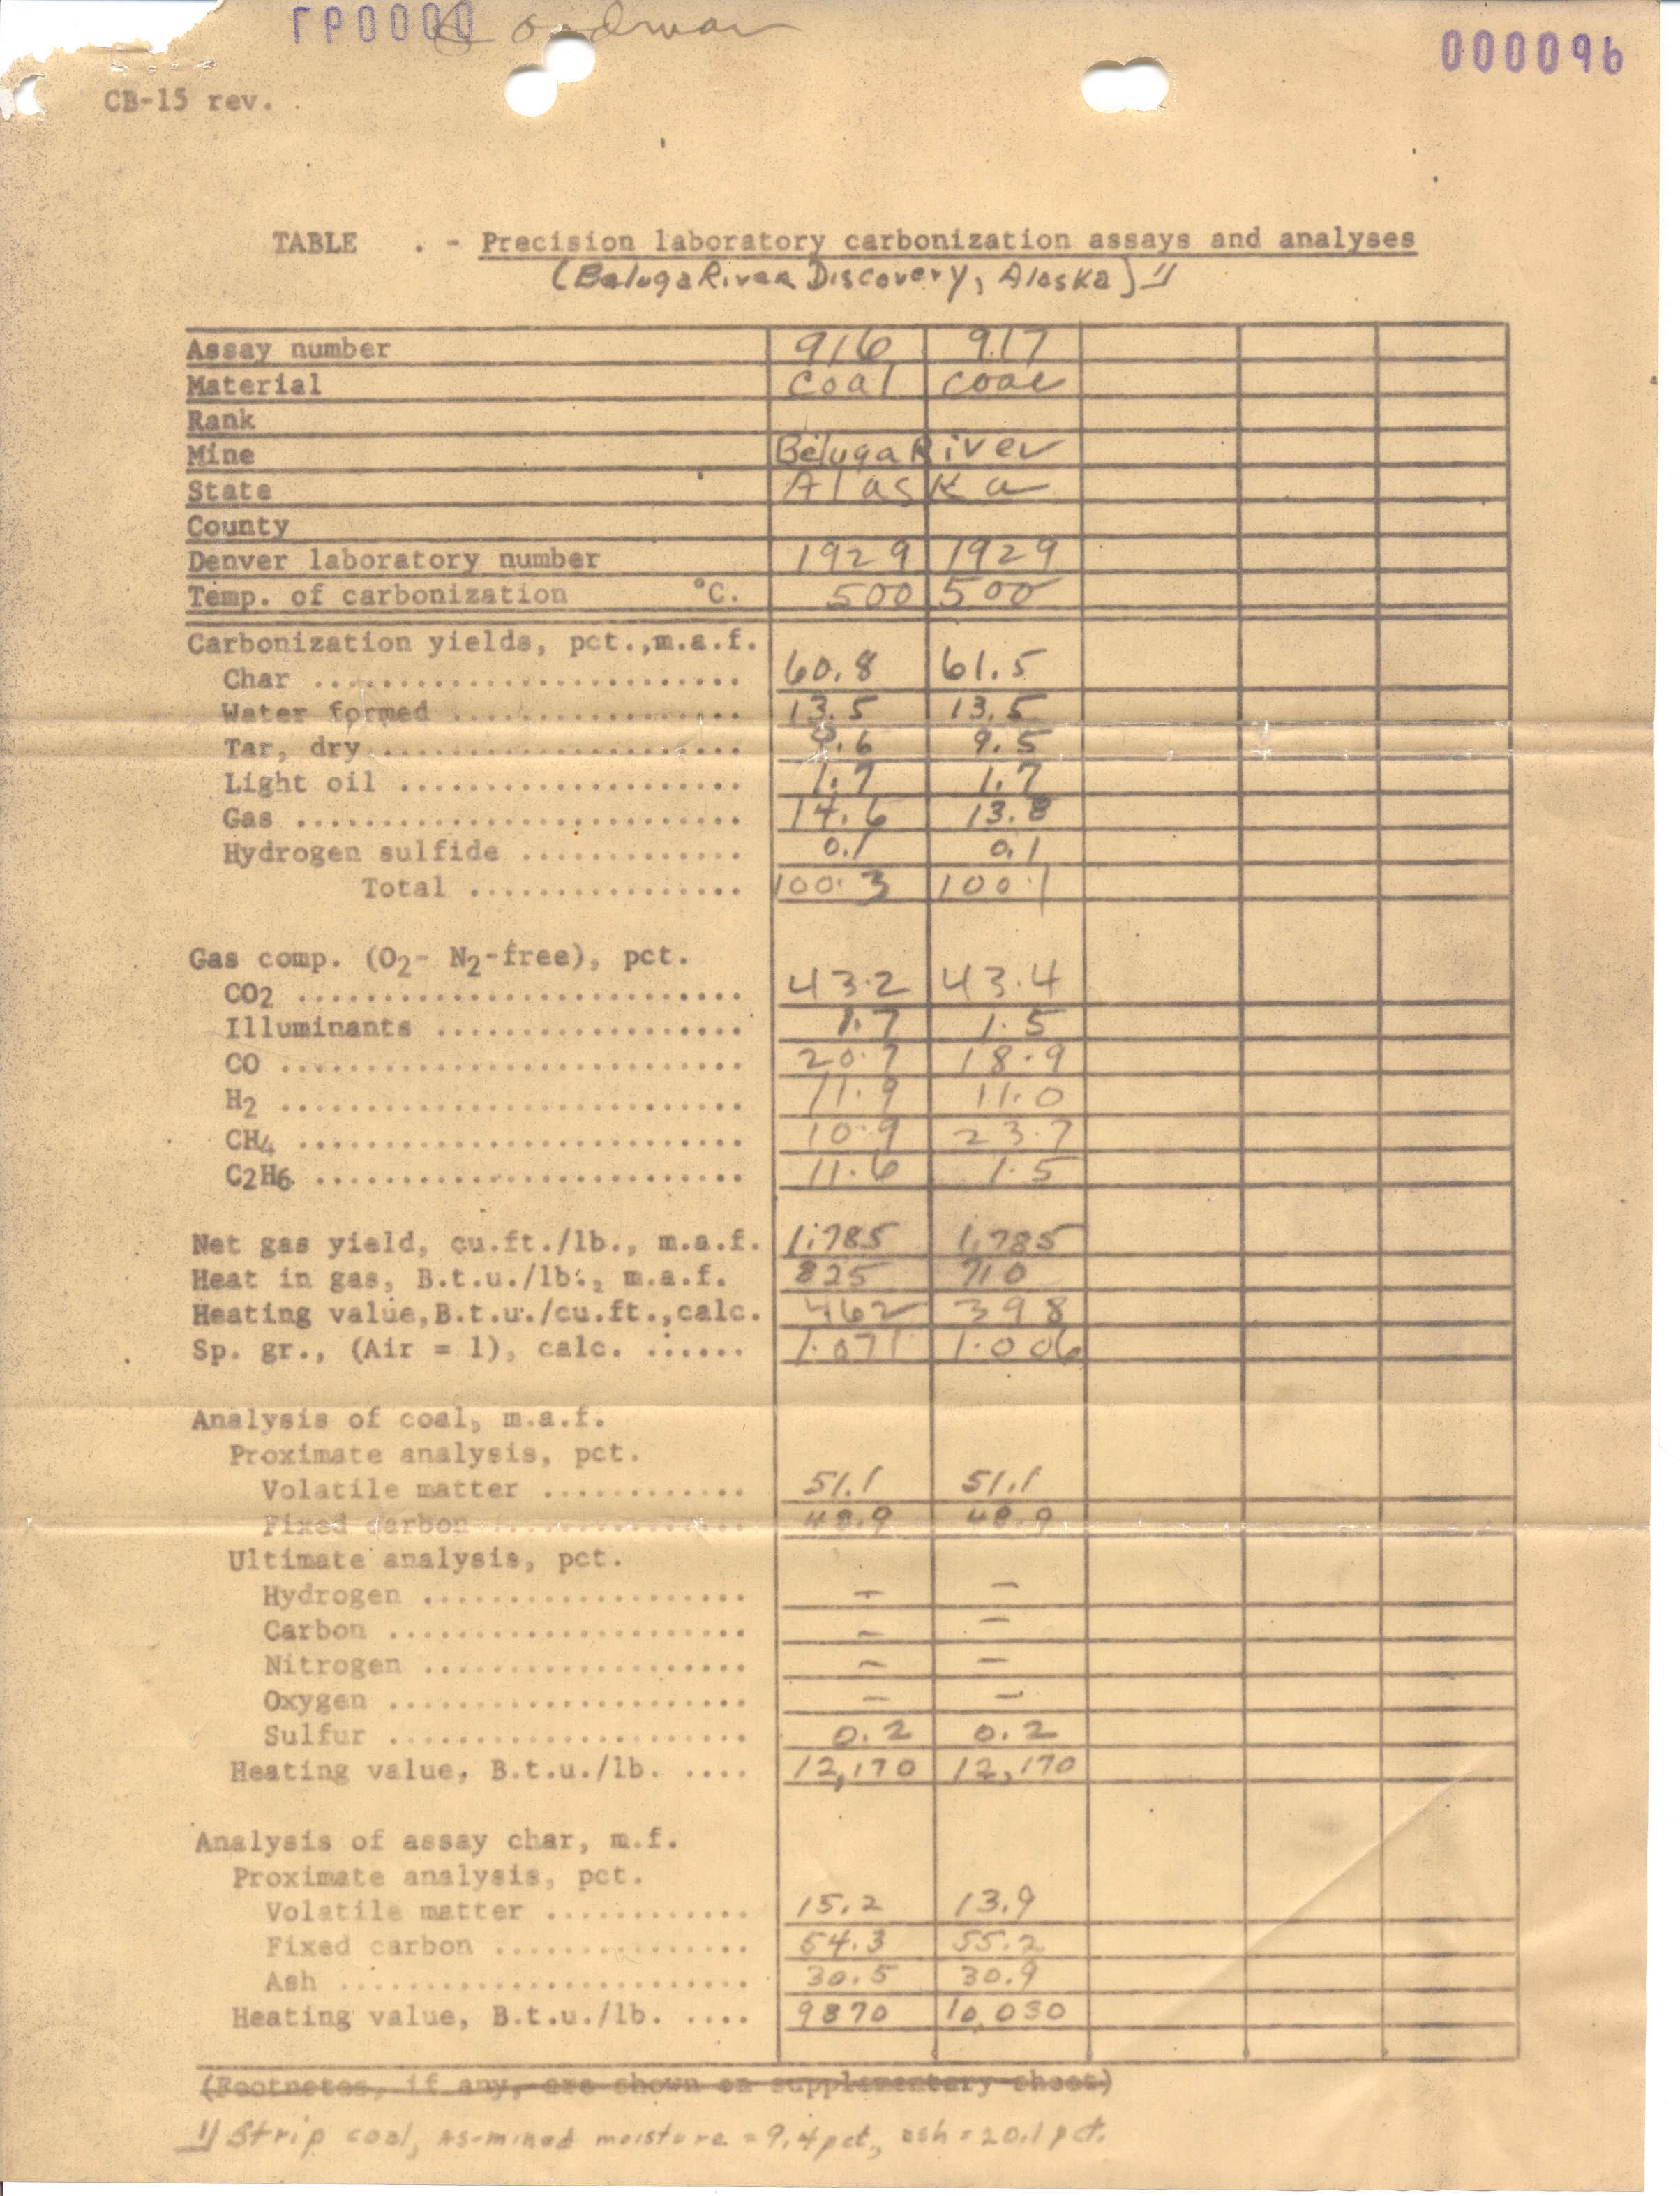 000096
CB-15 rev.
TABLE . - Precision laboratory carbonization assays and analyses
(Beluga River Discovery, Alaska) 1/
Assay number 916 917
Material coal coal
Rank
Mine Beluga River
State Alaska
County
Denver laboratory number 1929 1929
Temp. of carbonization °C. 500 500
Carbonization yields, pct.,m.a.f.
Char .......................... 60.8 61.5
Water formed ................. 13.5 13.5
Tar, dry ..................... 9.6 9.5
Light oil .................... 1.7 1.7
Gas .......................... 14.6 13.8
Hydrogen sulfide ............. 0.1 0.1
Total ................ 100.3 100.1
Gas comp. (O2- N2-free), pct.
CO2 .......................... 43.2 43.4
Illuminants .................. 1.7 1.5
CO ........................... 20.7 18.9
H2 ........................... 11.9 11.0
CH4 .......................... 10.9 23.7
C2H6 ......................... 11.6 1.5
Net gas yield, cu.ft./lb., m.a.f. 1.785 1.785
Heat in gas, B.t.u./lb., m.a.f. 825 710
Heating value,B.t.u./cu.ft.,calc. 462 398
Sp. gr., (Air = 1), calc. ...... 1.071 1.006
Analysis of coal, m.a.f.
Proximate analysis, pct.
Volatile matter ............ 51.1 51.1
Fixed carbon ............... 48.9 48.9
Ultimate analysis, pct.
Hydrogen ................... - -
Carbon ..................... - -
Nitrogen ................... - -
Oxygen ..................... - -
Sulfur ..................... 0.2 0.2
Heating value, B.t.u./lb. .... 12,170 12,170
Analysis of assay char, m.f.
Proximate analysis, pct.
Volatile matter ............ 15.2 13.9
Fixed carbon ............... 54.3 55.2
Ash ........................ 30.5 30.9
Heating value, B.t.u./lb. .... 9870 10,030
(Footnotes, if any, are shown on supplementary sheet)
1/ Strip coal, as-mined moisture = 9.4 pct, ash = 20.1 pct.